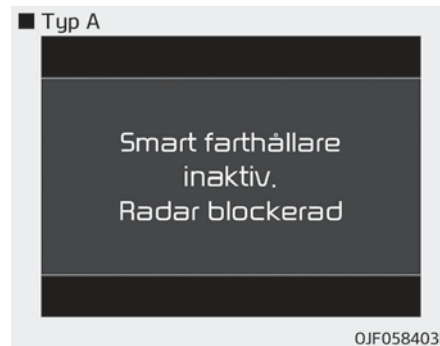 Typ A
Smart farthållare
inaktiv.
Radar blockerad
OJF058403